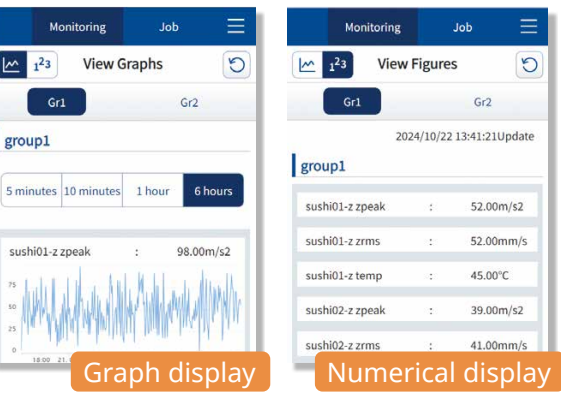 Monitoring Job
1²3 View Graphs
Gr1 Gr2
group1
5 minutes 10 minutes 1 hour 6 hours
sushi01-z zpeak : 98.00m/s2
75
50
25
0
18:00 21.
Graph display
Monitoring Job
1²3 View Figures
Gr1 Gr2
2024/10/22 13:41:21Update
group1
sushi01-z zpeak : 52.00m/s2
sushi01-z zrms : 52.00mm/s
sushi01-z temp : 45.00°C
sushi02-z zpeak : 39.00m/s2
sushi02-z zrms : 41.00mm/s
Numerical display